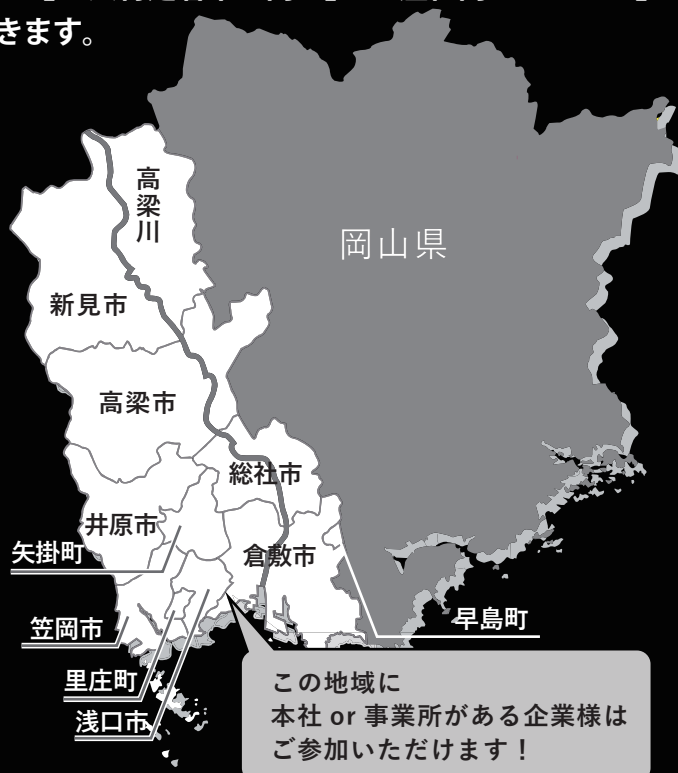 きます。
高梁川
岡山県
新見市
高梁市
総社市
井原市
矢掛町
倉敷市
笠岡市
早島町
里庄町
浅口市
この地域に
本社 or 事業所がある企業様は
ご参加いただけます！